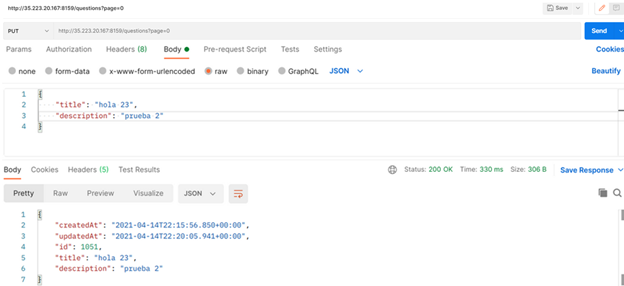 http://35.223.20.167:8159/questions?page=0
Save
PUT http://35.223.20.167:8159/questions?page=0 Send
Params Authorization Headers (8) Body Pre-request Script Tests Settings Cookies
none form-data x-www-form-urlencoded raw binary GraphQL JSON Beautify
1 {
2 "title": "hola 23",
3 "description": "prueba 2"
4 }
Body Cookies Headers (5) Test Results Status: 200 OK Time: 330 ms Size: 306 B Save Response
Pretty Raw Preview Visualize JSON
1 {
2 "createdAt": "2021-04-14T22:15:56.850+00:00",
3 "updatedAt": "2021-04-14T22:20:05.941+00:00",
4 "id": 1051,
5 "title": "hola 23",
6 "description": "prueba 2"
7 }